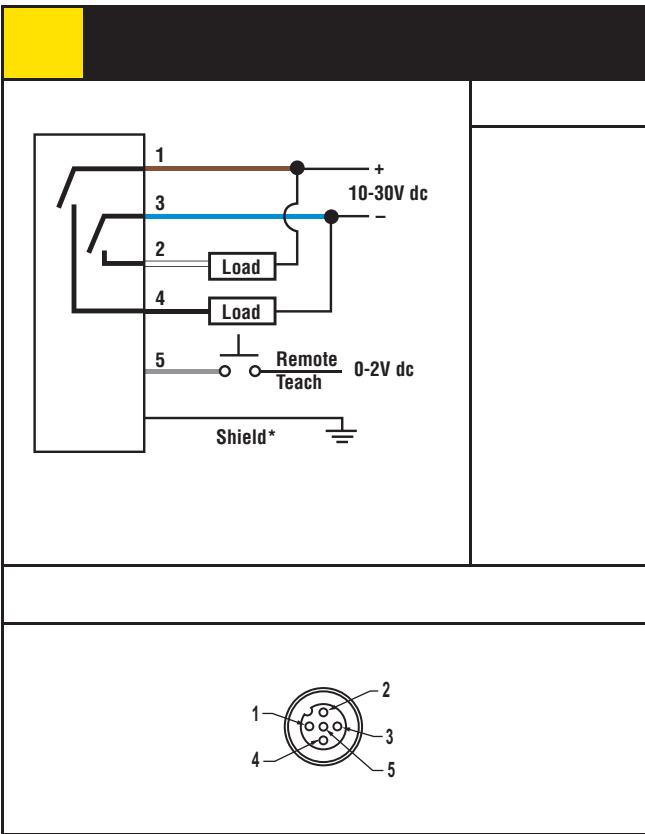 1
+
10-30V dc
3
–
2
Load
4
Load
5
Remote
Teach
0-2V dc
Shield*
1
2
3
4
5